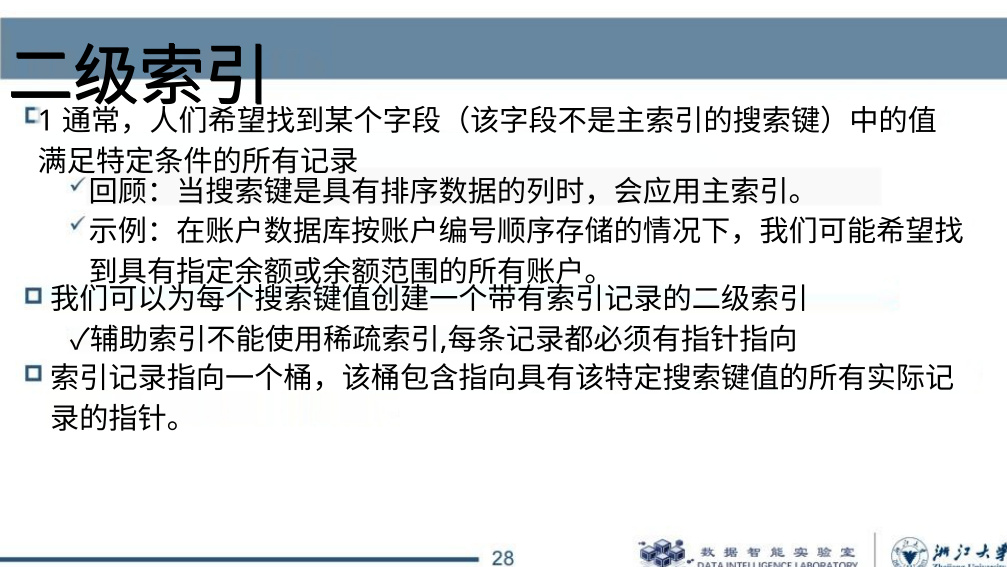 二级索引
1 通常，人们希望找到某个字段（该字段不是主索引的搜索键）中的值
满足特定条件的所有记录
✓回顾：当搜索键是具有排序数据的列时，会应用主索引。
✓示例：在账户数据库按账户编号顺序存储的情况下，我们可能希望找
到具有指定余额或余额范围的所有账户。
我们可以为每个搜索键值创建一个带有索引记录的二级索引
✓辅助索引不能使用稀疏索引,每条记录都必须有指针指向
索引记录指向一个桶，该桶包含指向具有该特定搜索键值的所有实际记
录的指针。
28
数据智能实验室
DATA INTELLIGENCE LABORATORY
浙江大学
Zhejiang University